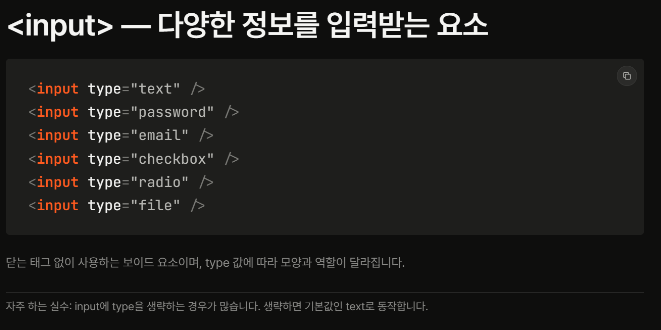 <input> — 다양한 정보를 입력받는 요소
<input type="text" />
<input type="password" />
<input type="email" />
<input type="checkbox" />
<input type="radio" />
<input type="file" />
닫는 태그 없이 사용하는 보이드 요소이며, type 값에 따라 모양과 역할이 달라집니다.
자주 하는 실수: input에 type을 생략하는 경우가 많습니다. 생략하면 기본값인 text로 동작합니다.